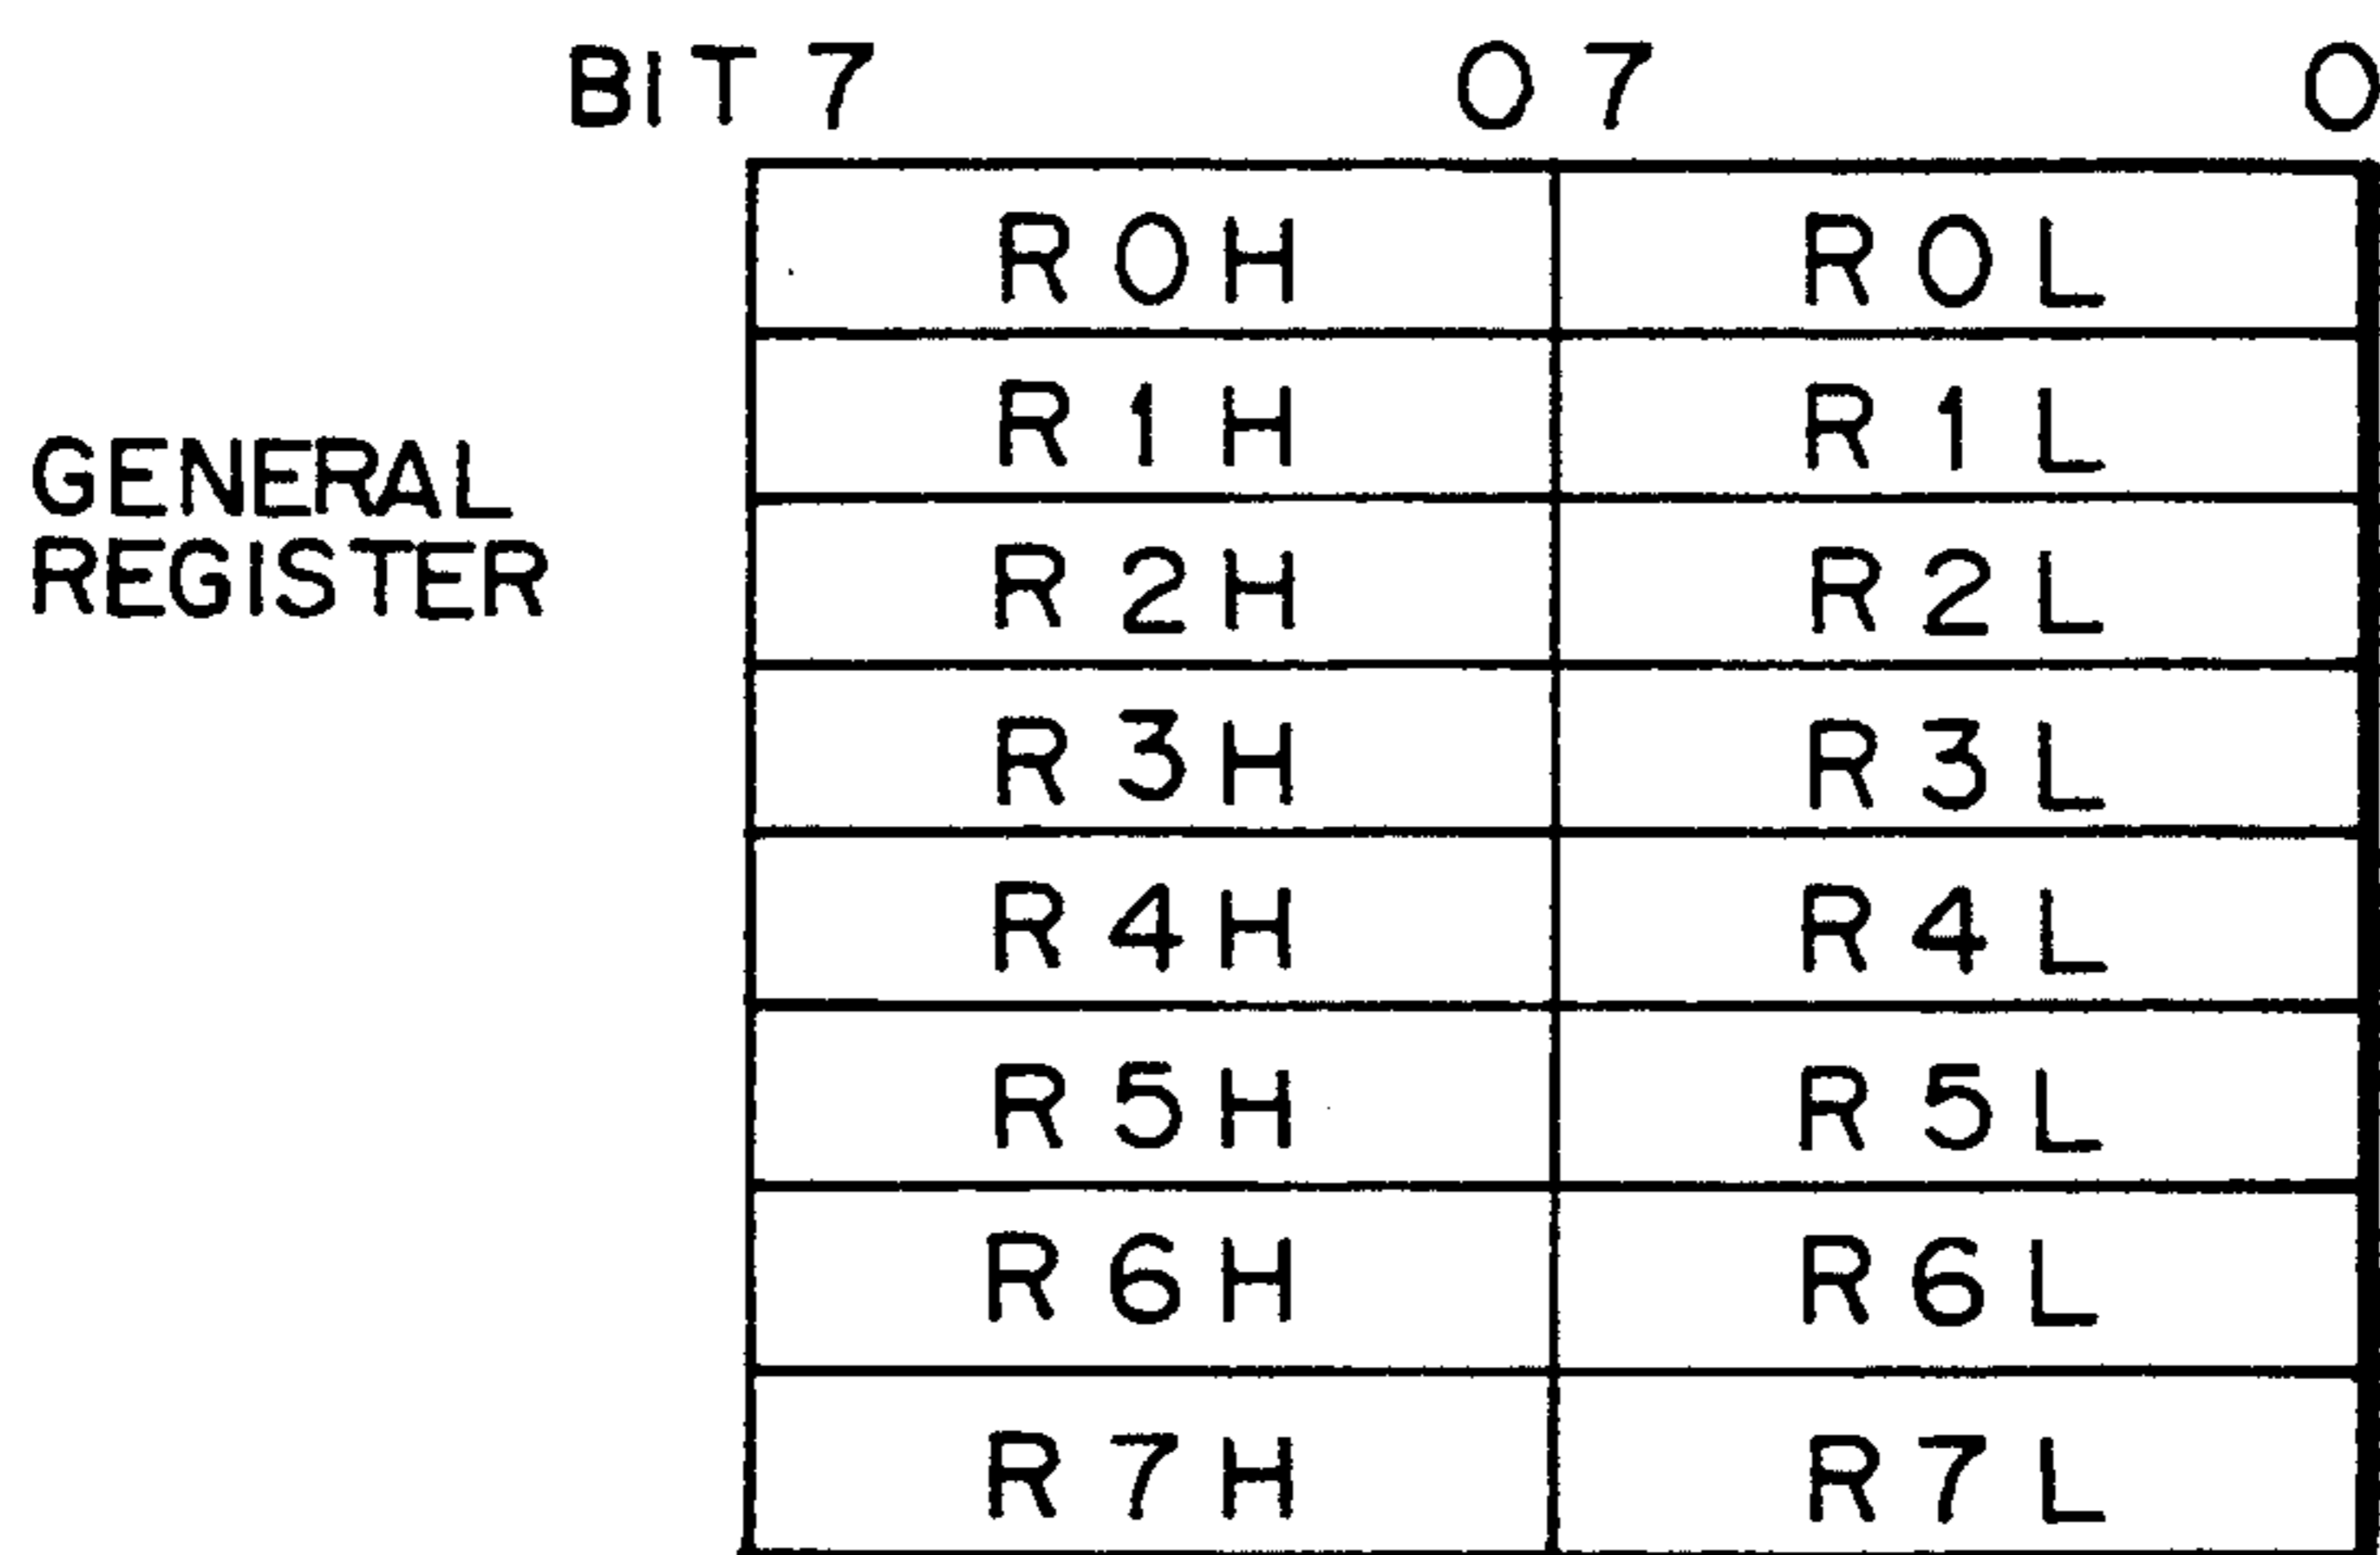 BIT 7 0 7 0
R0H R0L
R1H R1L
GENERAL
REGISTER
R2H R2L
R3H R3L
R4H R4L
R5H R5L
R6H R6L
R7H R7L